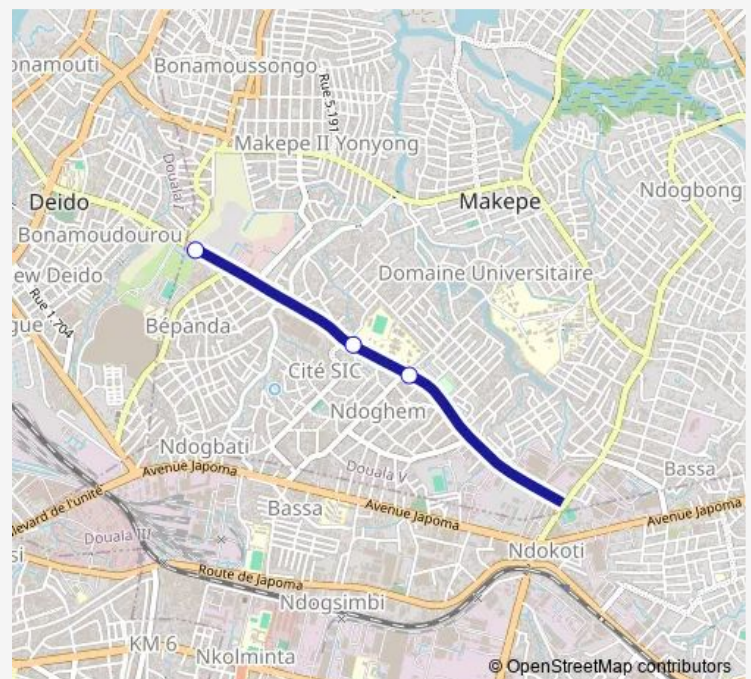 onamouti
Bonamoussongo
Rue 5.191
Makepe II Yonyong
Douala I
Deido
Makepe
Ndogbong
Bonamoudourou
ew Deido
Domaine Universitaire
Rue 1.704
gue
Bépanda
Cité SIC
Ndoghem
Ndogbati
Avenue Japoma
Douala V
Bassa
levard de l'unité
Bassa
Avenue Japoma
Avenue Japoma
Douala III
Ndokoti
si
Route de Japoma
Ndogsimbi
KM 6
Nkolminta
© OpenStreetMap contributors